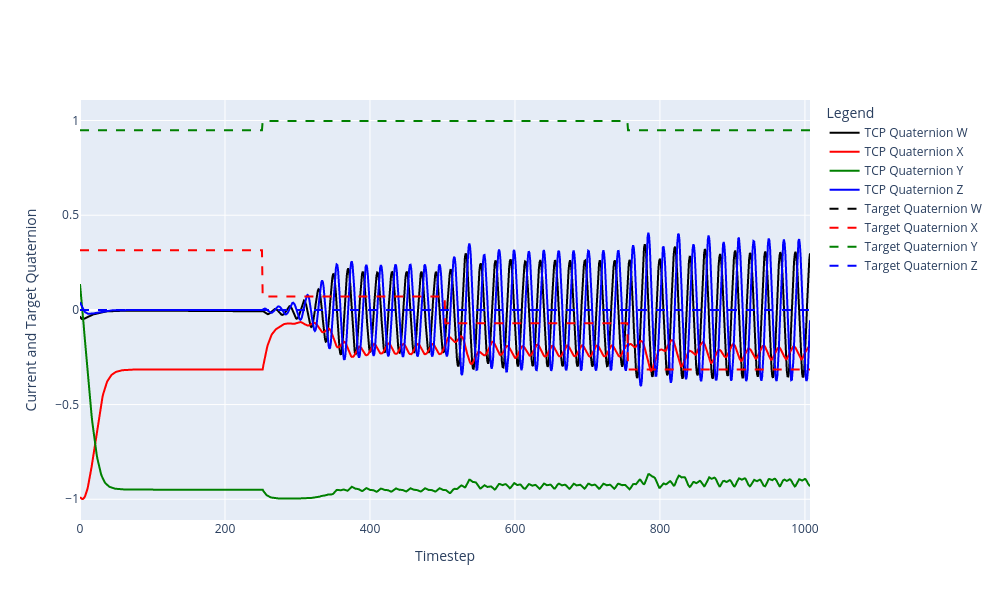 Current and Target Quaternion
1
0.5
0
−0.5
−1
0
200
400
600
800
1000
Timestep
Legend
TCP Quaternion W
TCP Quaternion X
TCP Quaternion Y
TCP Quaternion Z
Target Quaternion W
Target Quaternion X
Target Quaternion Y
Target Quaternion Z